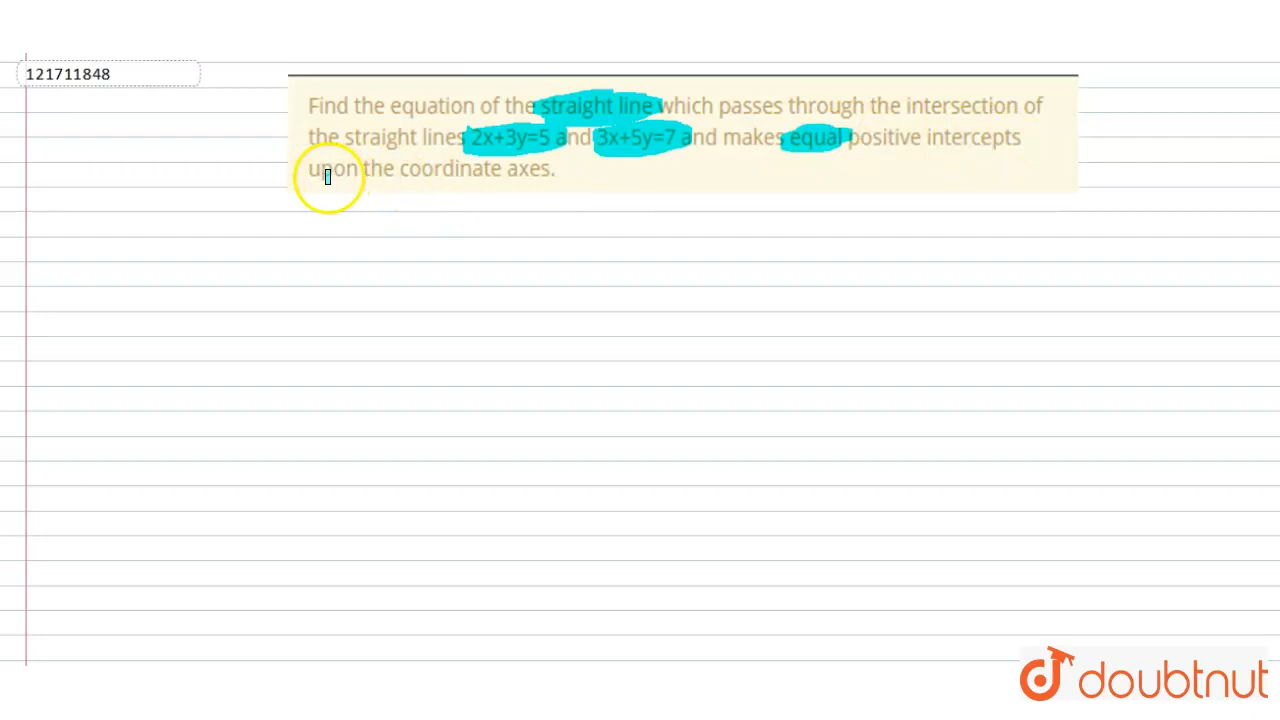 121711848
Find the equation of the straight line which passes through the intersection of
the straight lines 2x+3y=5 and 3x+5y=7 and makes equal positive intercepts
upon the coordinate axes.
doubtnut